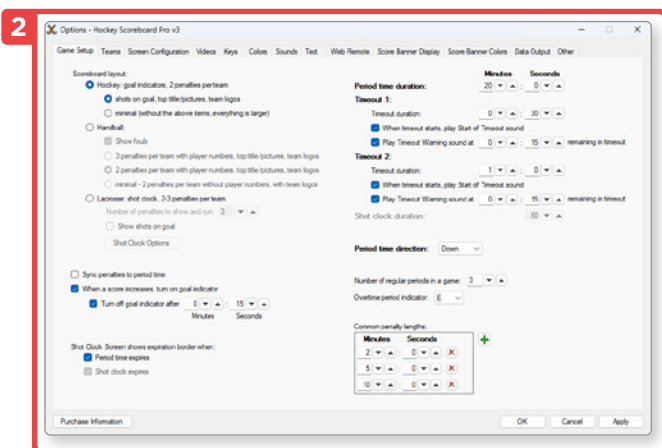 2
Options - Hockey Scoreboard Pro v3
Game Setup Teams Screen Configuration Videos Keys Colors Sounds Text Web Remote Score Banner Display Score Banner Colors Data Output Other
Scoreboard layout:
Hockey: goal indicators, 2 penalties per team
shots on goal, top title/pictures, team logos
minimal (without the above items, everything is larger)
Handball:
Show fouls
3 penalties per team with player numbers, top title/pictures, team logos
2 penalties per team with player numbers, top title/pictures, team logos
minimal - 2 penalties per team without player numbers, with team logos
Lacrosse: shot clock, 2-3 penalties per team
Number of penalties to show and run 3
Show shots on goal
Shot Clock Options
Sync penalties to period time
When a score increases, turn on goal indicator
Turn off goal indicator after 0 : 15
Minutes Seconds
Shot Clock Screen shows expiration border when:
Period time expires
Shot clock expires
Minutes Seconds
Period time duration: 20 : 0
Timeout 1:
Timeout duration: 0 : 30
When timeout starts, play Start of Timeout sound
Play Timeout Warning sound at 0 : 15 remaining in timeout
Timeout 2:
Timeout duration: 1 : 0
When timeout starts, play Start of Timeout sound
Play Timeout Warning sound at 0 : 15 remaining in timeout
Shot clock duration: 80
Period time direction: Down
Number of regular periods in a game: 3
Overtime period indicator: E
Common penalty lengths:
Minutes Seconds
2 0
5 0
10 0
Purchase Information
OK Cancel Apply